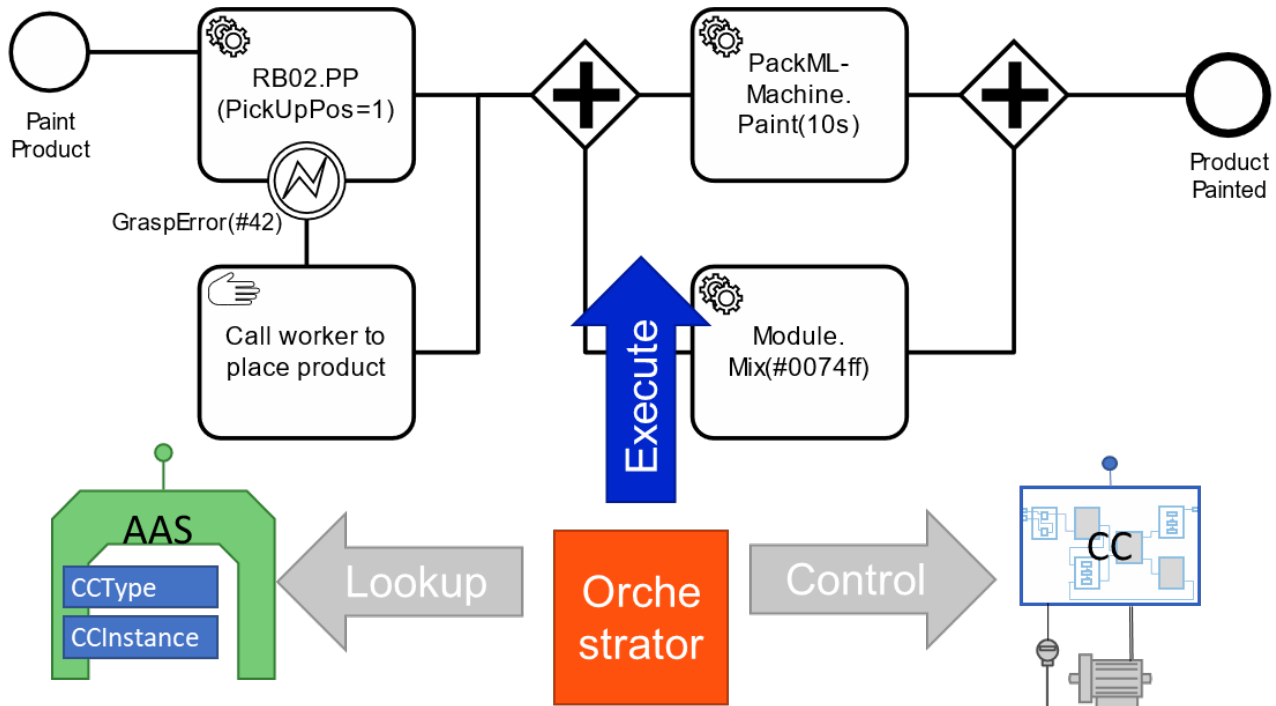 Paint
Product
RB02.PP
(PickUpPos=1)
GraspError(#42)
Call worker to
place product
PackML-
Machine.
Paint(10s)
Module.
Mix(#0074ff)
Product
Painted
Execute
AAS
CCType
CCInstance
Lookup
Orche
strator
Control
CC